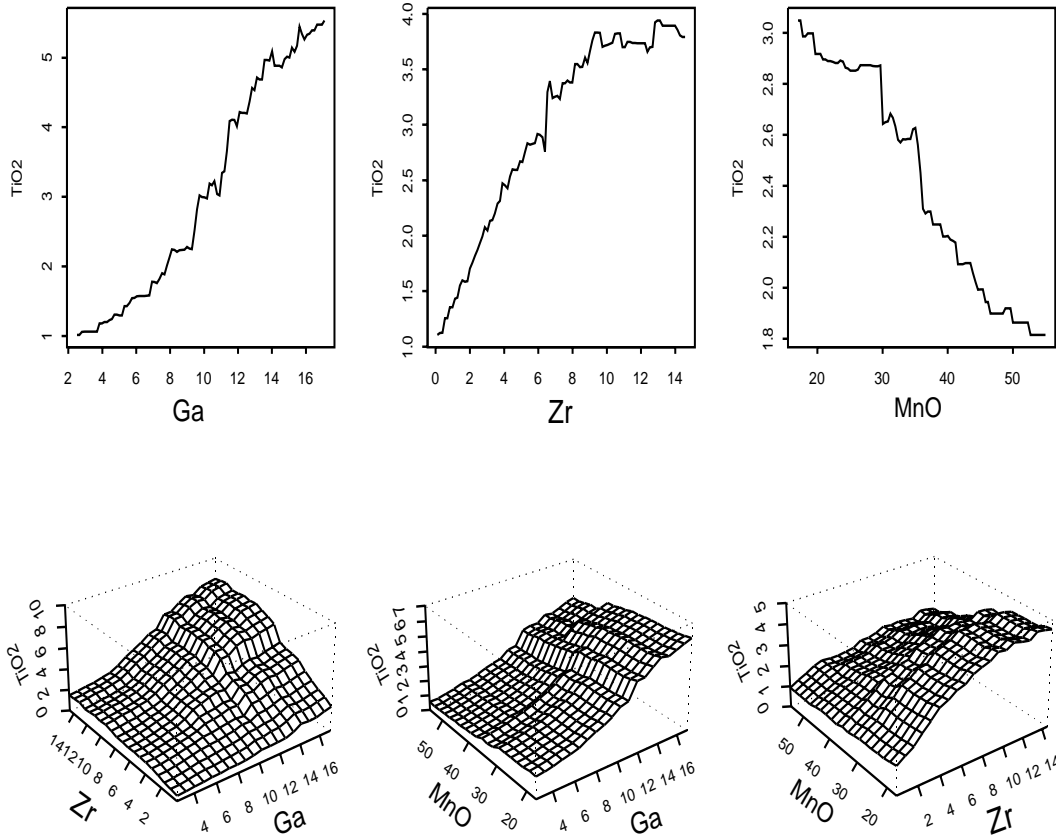 TiO2
1 2 3 4 5
2 4 6 8 10 12 14 16
Ga
TiO2
1.0 1.5 2.0 2.5 3.0 3.5 4.0
0 2 4 6 8 10 12 14
Zr
TiO2
1.8 2.0 2.2 2.4 2.6 2.8 3.0
20 30 40 50
MnO
TiO2
0 2 4 6 8 10
14 12 10 8 6 4 2
Zr
4 6 8 10 12 14 16
Ga
TiO2
0 1 2 3 4 5 6 7
50 40 30 20
MnO
4 6 8 10 12 14 16
Ga
TiO2
0 1 2 3 4 5
50 40 30 20
MnO
2 4 6 8 10 12 14
Zr